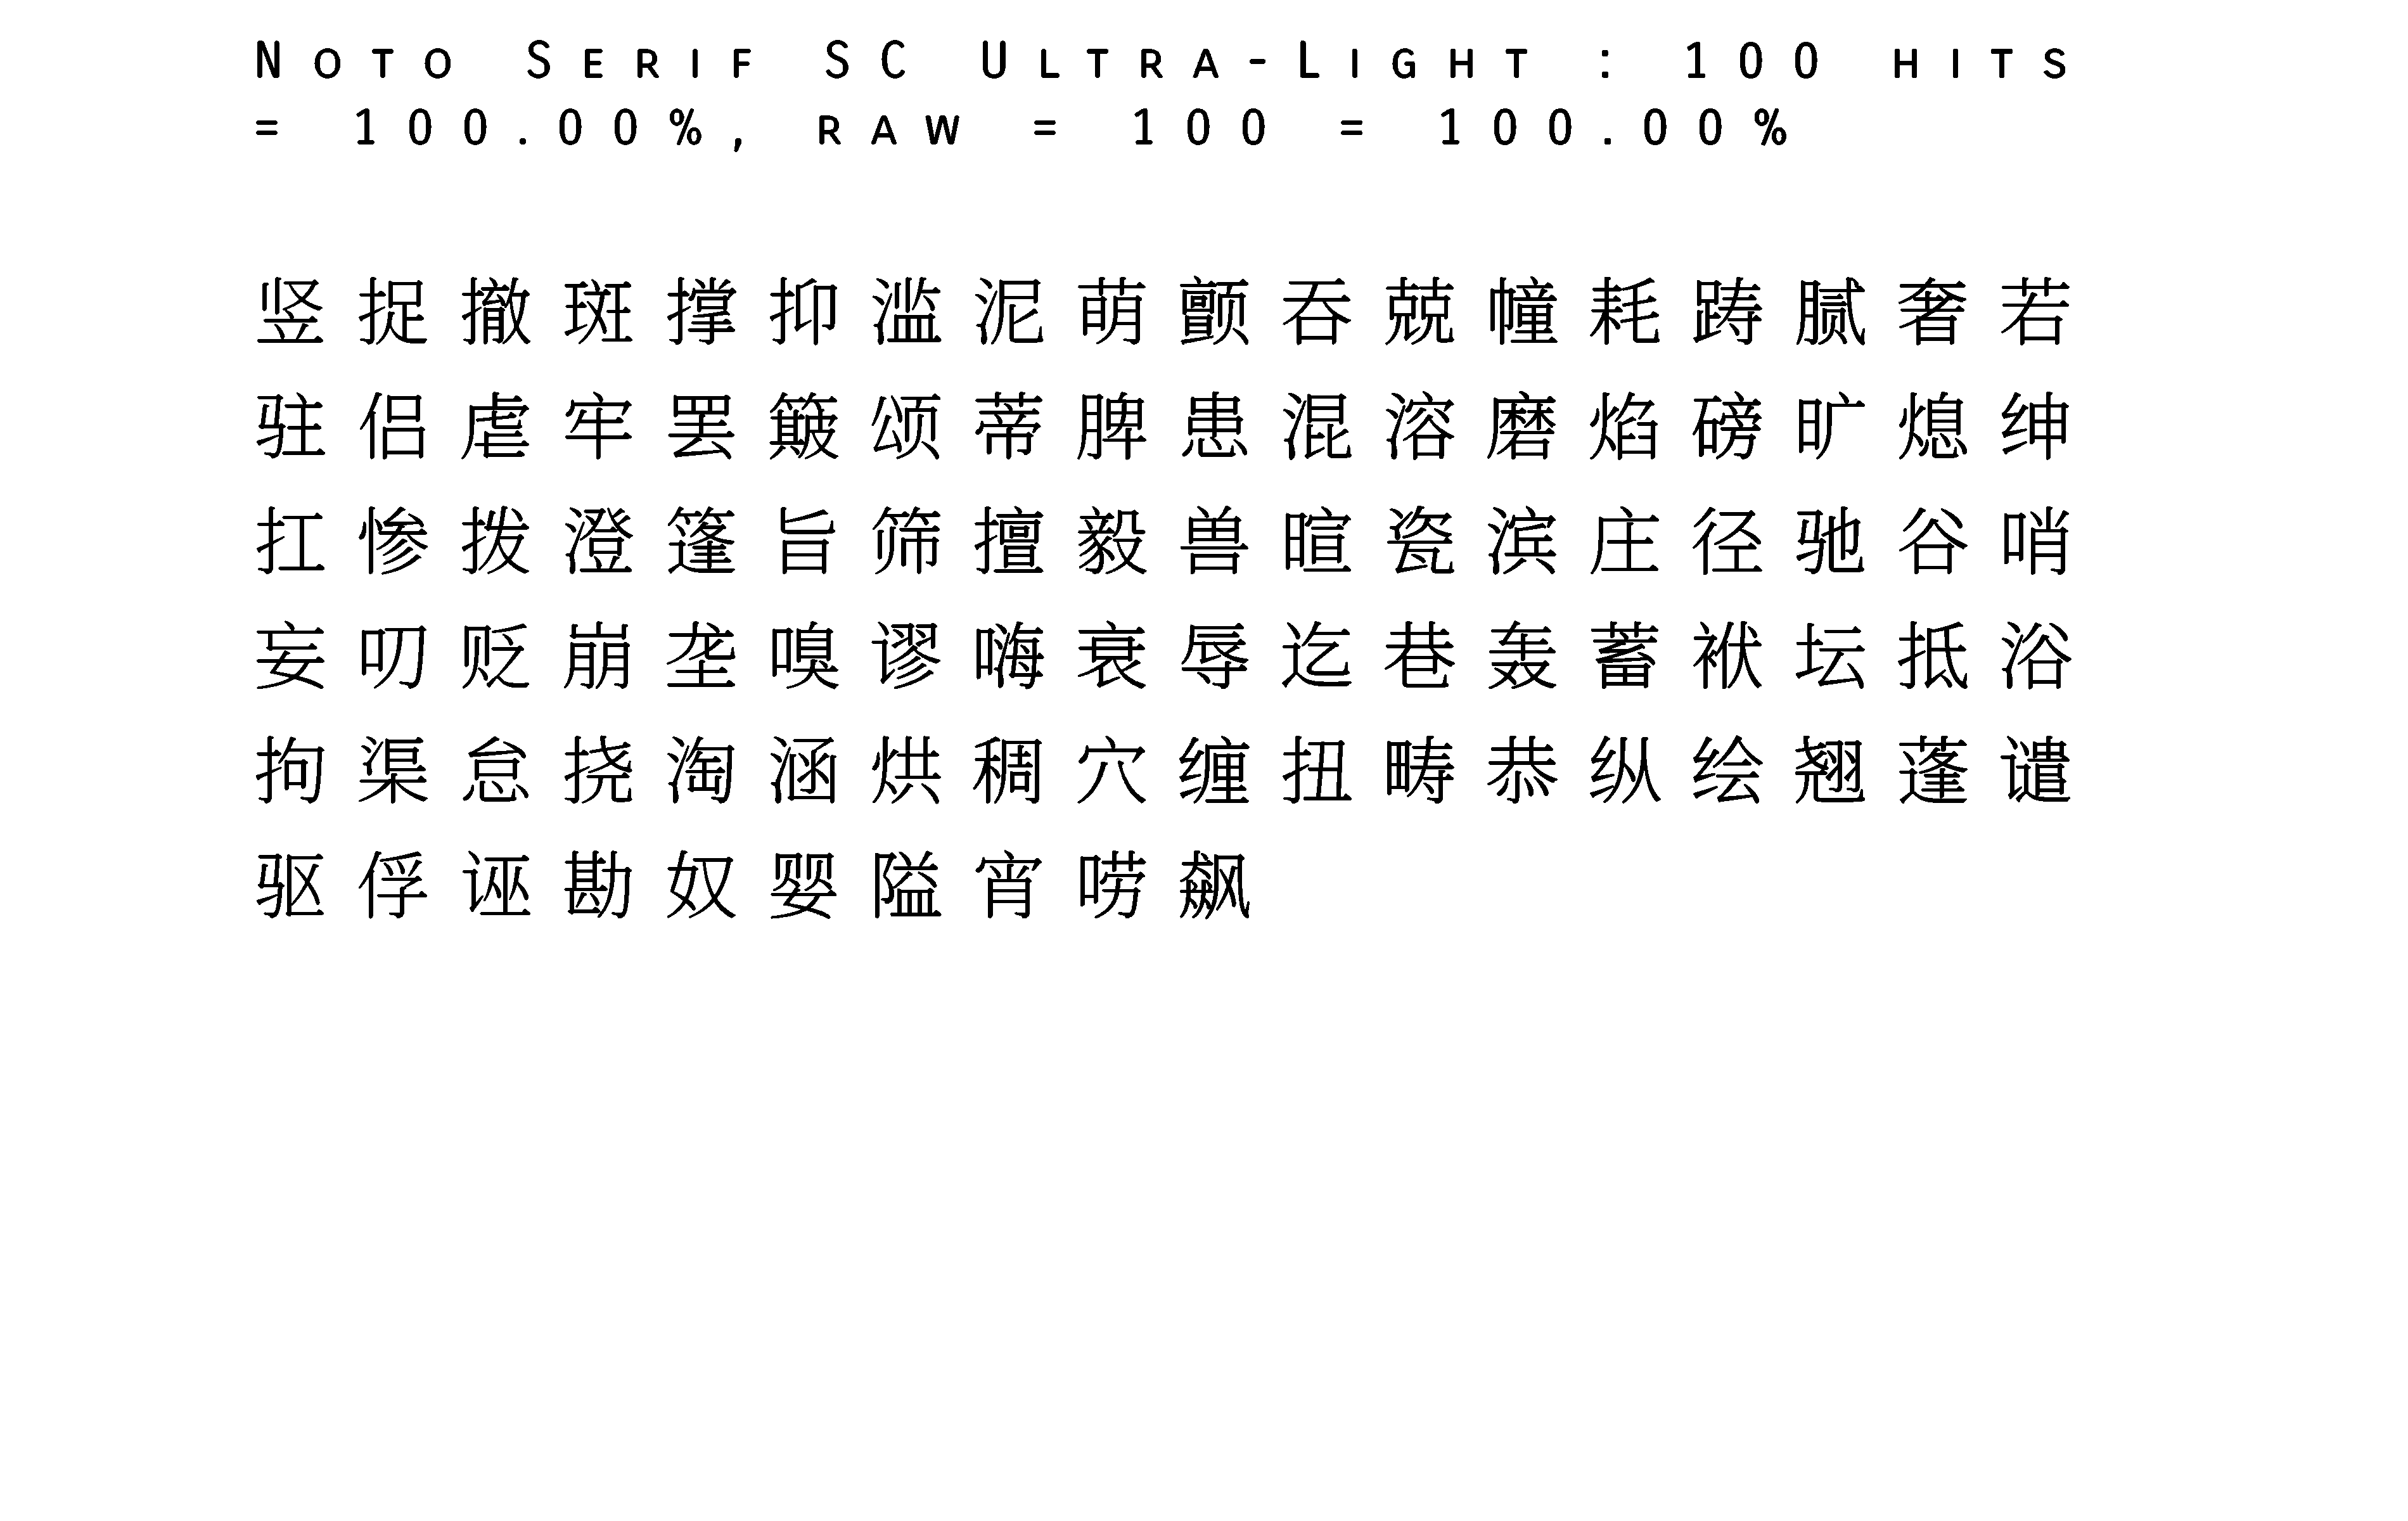 Noto Serif SC Ultra-Light : 100 hits
= 100.00%, raw = 100 = 100.00%
竖捉撤斑撑抑滥泥萌颤吞兢幢耗踌腻奢若
驻侣虐牢罢簸颂蒂脾患混溶磨焰磅旷熄绅
扛惨拨澄篷旨筛擅毅兽暄瓷滨庄径驰谷哨
妄叨贬崩垄嗅谬嗨衰辱迄巷轰蓄袱坛抵浴
拘渠怠挠淘涵烘稠穴缠扭畴恭纵绘翘蓬谴
驱俘诬勘奴婴隘宵唠飙